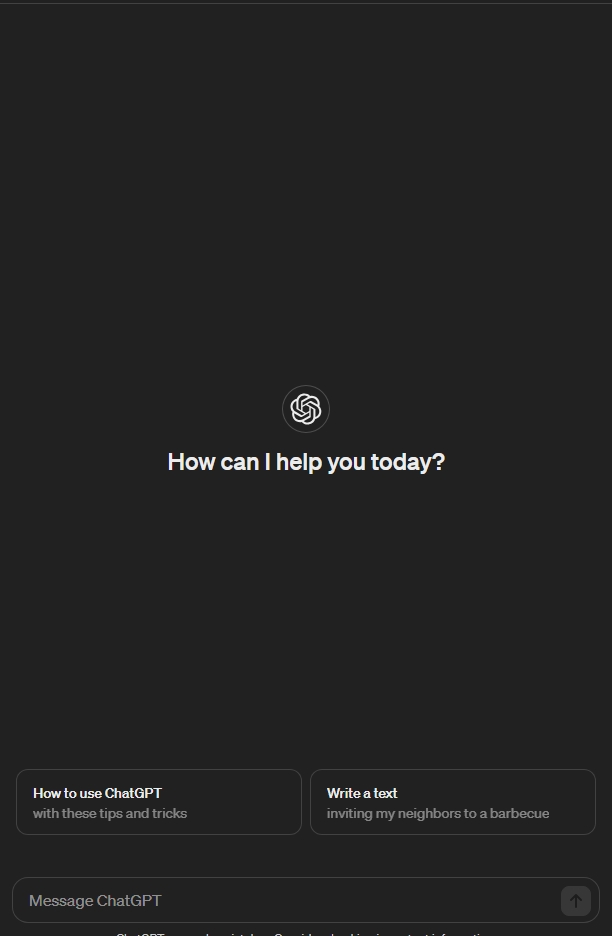 How can I help you today?
How to use ChatGPT
with these tips and tricks
Write a text
inviting my neighbors to a barbecue
Message ChatGPT